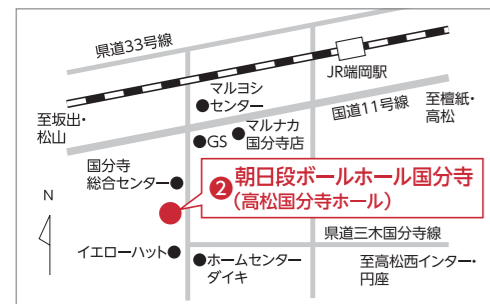 県道33号線
JR端岡駅
マルヨシ
センター
国道11号線
至坂出・
松山
至檀紙・
高松
マルナカ
国分寺店
GS
国分寺
総合センター
❷朝日段ボールホール国分寺
(高松国分寺ホール)
N
県道三木国分寺線
イエローハット
ホームセンター
ダイキ
至高松西インター・
円座